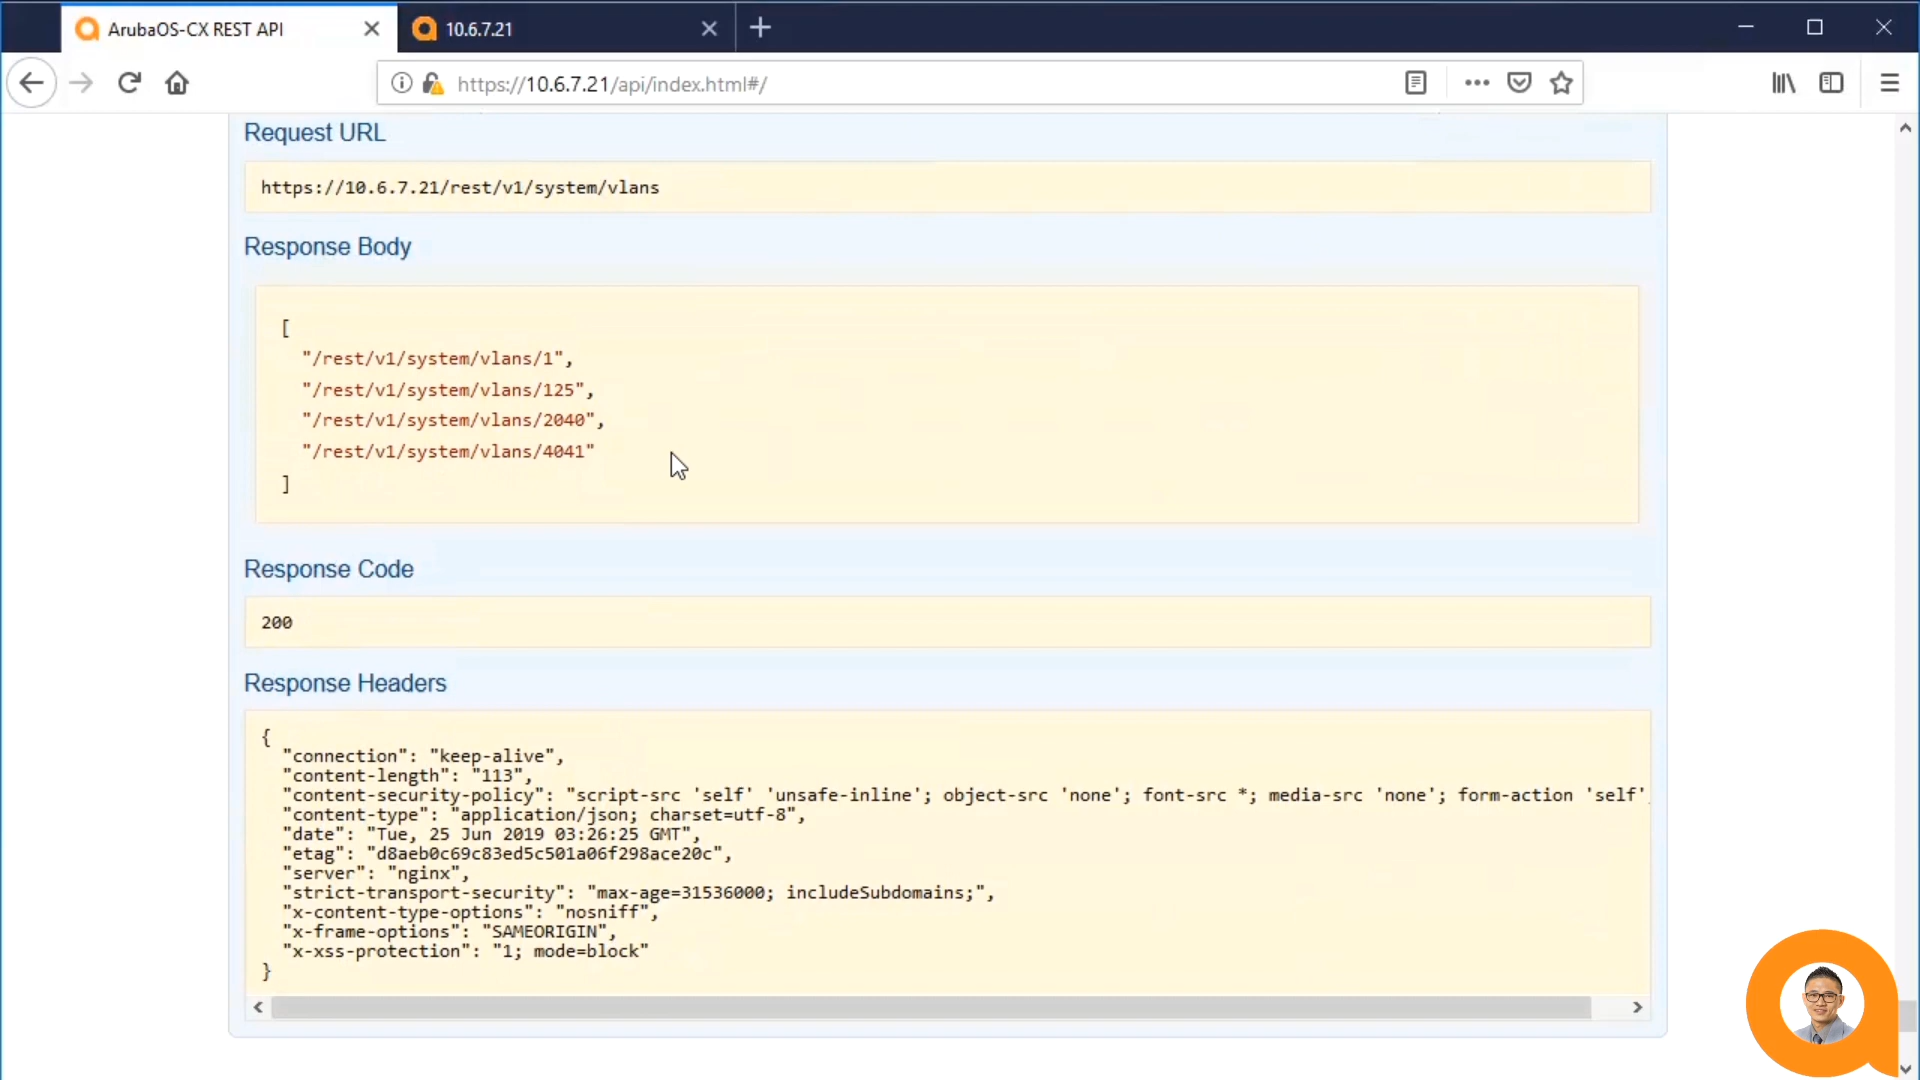 ArubaOS-CX REST API
10.6.7.21
https://10.6.7.21/api/index.html#/
Request URL
https://10.6.7.21/rest/v1/system/vlans
Response Body
[
"/rest/v1/system/vlans/1",
"/rest/v1/system/vlans/125",
"/rest/v1/system/vlans/2040",
"/rest/v1/system/vlans/4041"
]
Response Code
200
Response Headers
{
"connection": "keep-alive",
"content-length": "113",
"content-security-policy": "script-src 'self' 'unsafe-inline'; object-src 'none'; font-src *; media-src 'none'; form-action 'self'
"content-type": "application/json; charset=utf-8",
"date": "Tue, 25 Jun 2019 03:26:25 GMT",
"etag": "d8aeb0c69c83ed5c501a06f298ace20c",
"server": "nginx",
"strict-transport-security": "max-age=31536000; includeSubdomains;",
"x-content-type-options": "nosniff",
"x-frame-options": "SAMEORIGIN",
"x-xss-protection": "1; mode=block"
}